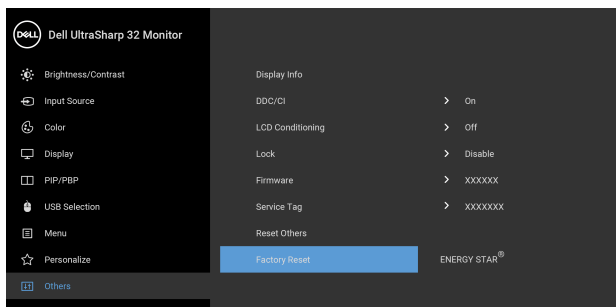 DELL Dell UltraSharp 32 Monitor
Brightness/Contrast
Display Info
Input Source
DDC/CI > On
Color
LCD Conditioning > Off
Display
Lock > Disable
PIP/PBP
Firmware > XXXXXX
USB Selection
Service Tag > XXXXXXX
Menu
Reset Others
Personalize
Factory Reset ENERGY STAR®
Others